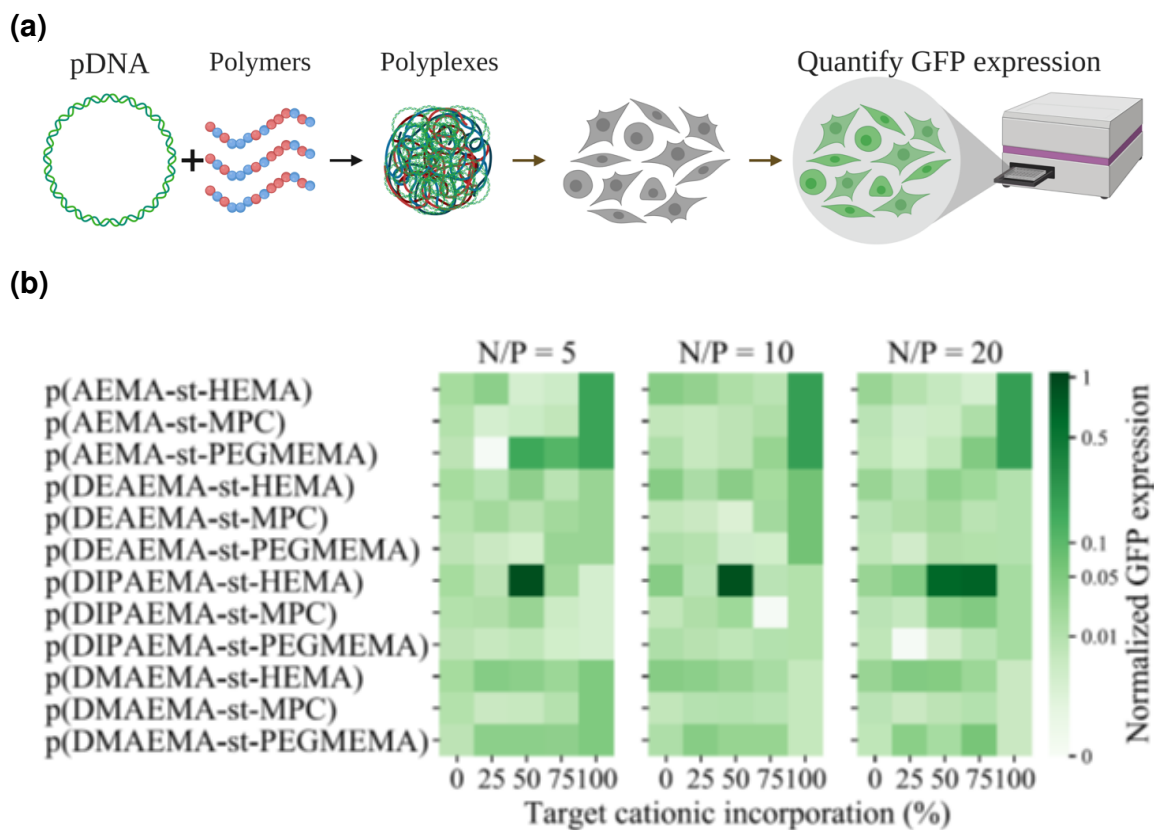 (a)
pDNA
Polymers
Polyplexes
Quantify GFP expression
+
(b)
N/P = 5
N/P = 10
N/P = 20
p(AEMA-st-HEMA)
p(AEMA-st-MPC)
p(AEMA-st-PEGMEMA)
p(DEAEMA-st-HEMA)
p(DEAEMA-st-MPC)
p(DEAEMA-st-PEGMEMA)
p(DIPAEMA-st-HEMA)
p(DIPAEMA-st-MPC)
p(DIPAEMA-st-PEGMEMA)
p(DMAEMA-st-HEMA)
p(DMAEMA-st-MPC)
p(DMAEMA-st-PEGMEMA)
0 25 50 75100
0 25 50 75100
0 25 50 75100
Target cationic incorporation (%)
1
0.5
0.1
0.05
0.01
0
Normalized GFP expression